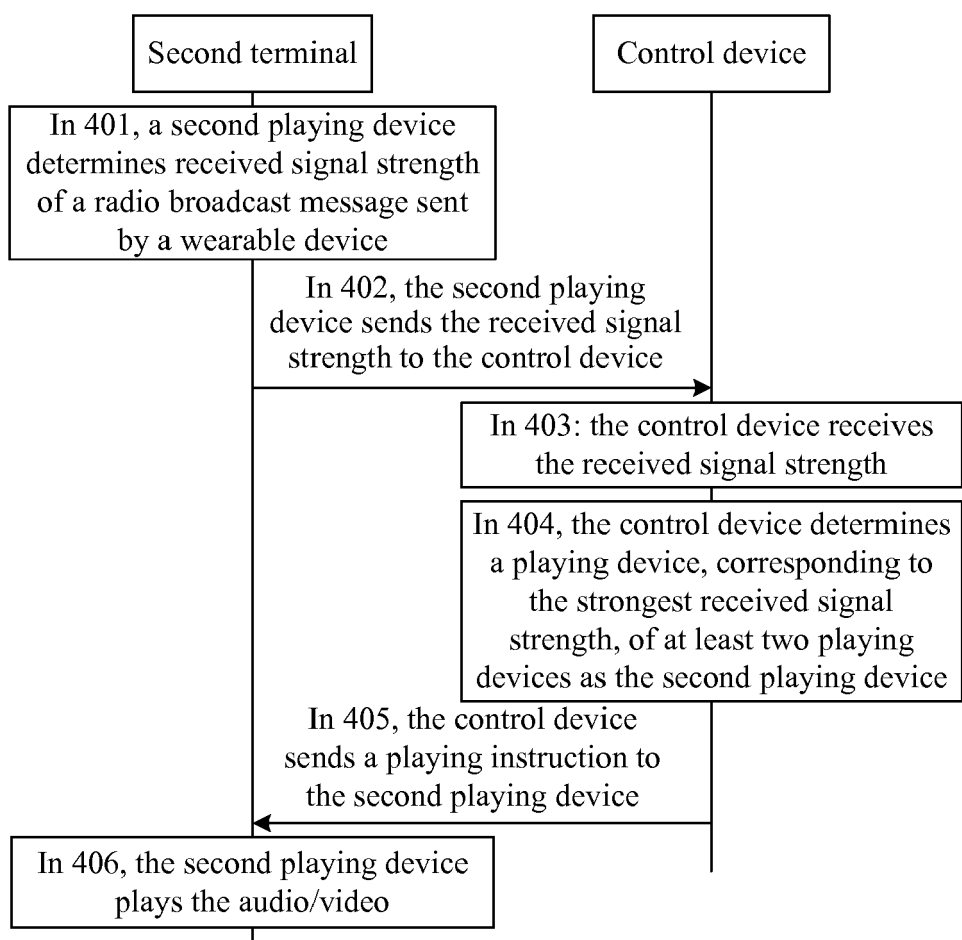 Second terminal
Control device
In 401, a second playing device
determines received signal strength
of a radio broadcast message sent
by a wearable device
In 402, the second playing
device sends the received signal
strength to the control device
In 403: the control device receives
the received signal strength
In 404, the control device determines
a playing device, corresponding to
the strongest received signal
strength, of at least two playing
devices as the second playing device
In 405, the control device
sends a playing instruction to
the second playing device
In 406, the second playing device
plays the audio/video